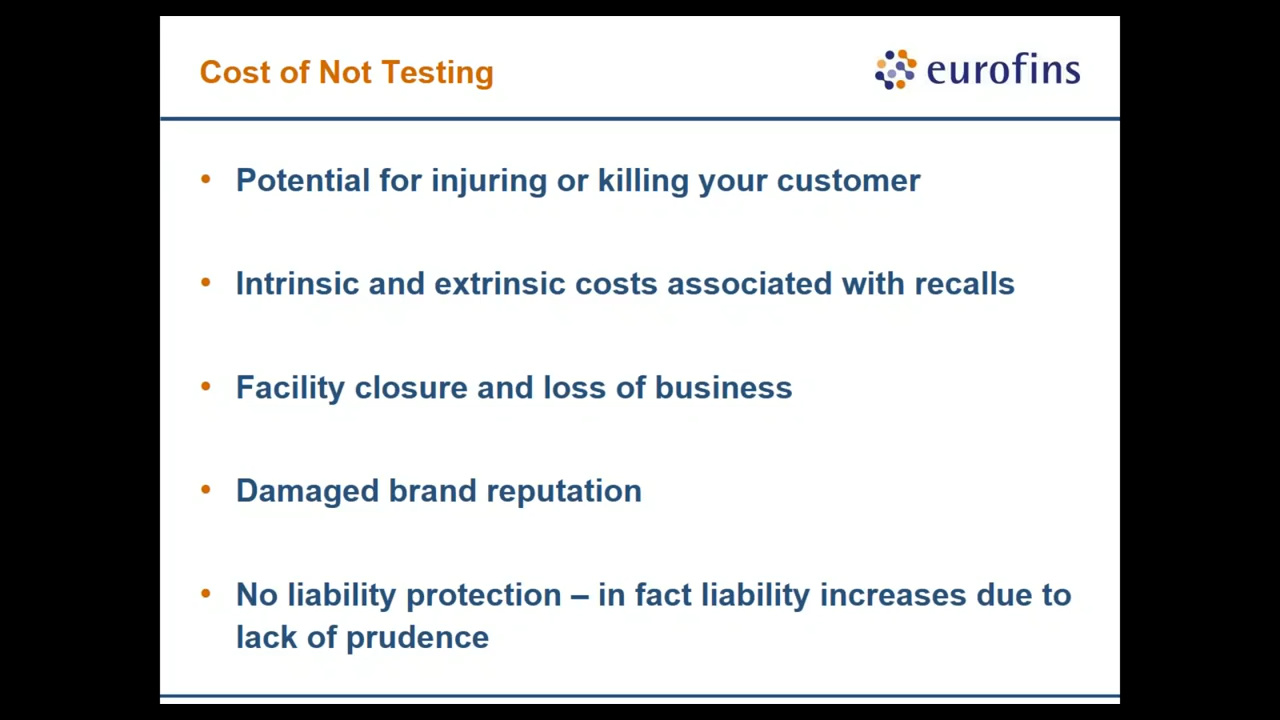 Cost of Not Testing
eurofins
• Potential for injuring or killing your customer
• Intrinsic and extrinsic costs associated with recalls
• Facility closure and loss of business
• Damaged brand reputation
• No liability protection – in fact liability increases due to
lack of prudence